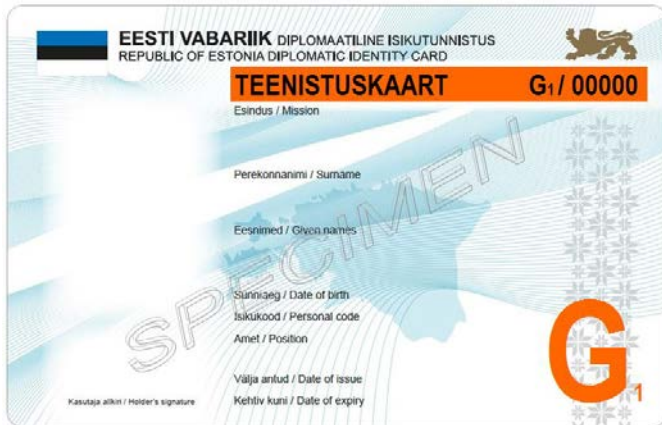 EESTI VABARIIK DIPLOMAATILINE ISIKUTUNNISTUS
REPUBLIC OF ESTONIA DIPLOMATIC IDENTITY CARD
TEENISTUSKAART G1/ 00000
Esindus / Mission
Perekonnanimi / Surname
Eesnimed / Given names
SPECIMEN
Sünniaeg / Date of birth
Isikukood / Personal code
Amet / Position
Välja antud / Date of issue
Kasutaja allkiri / Holder's signature
Kehtiv kuni / Date of expiry
G1